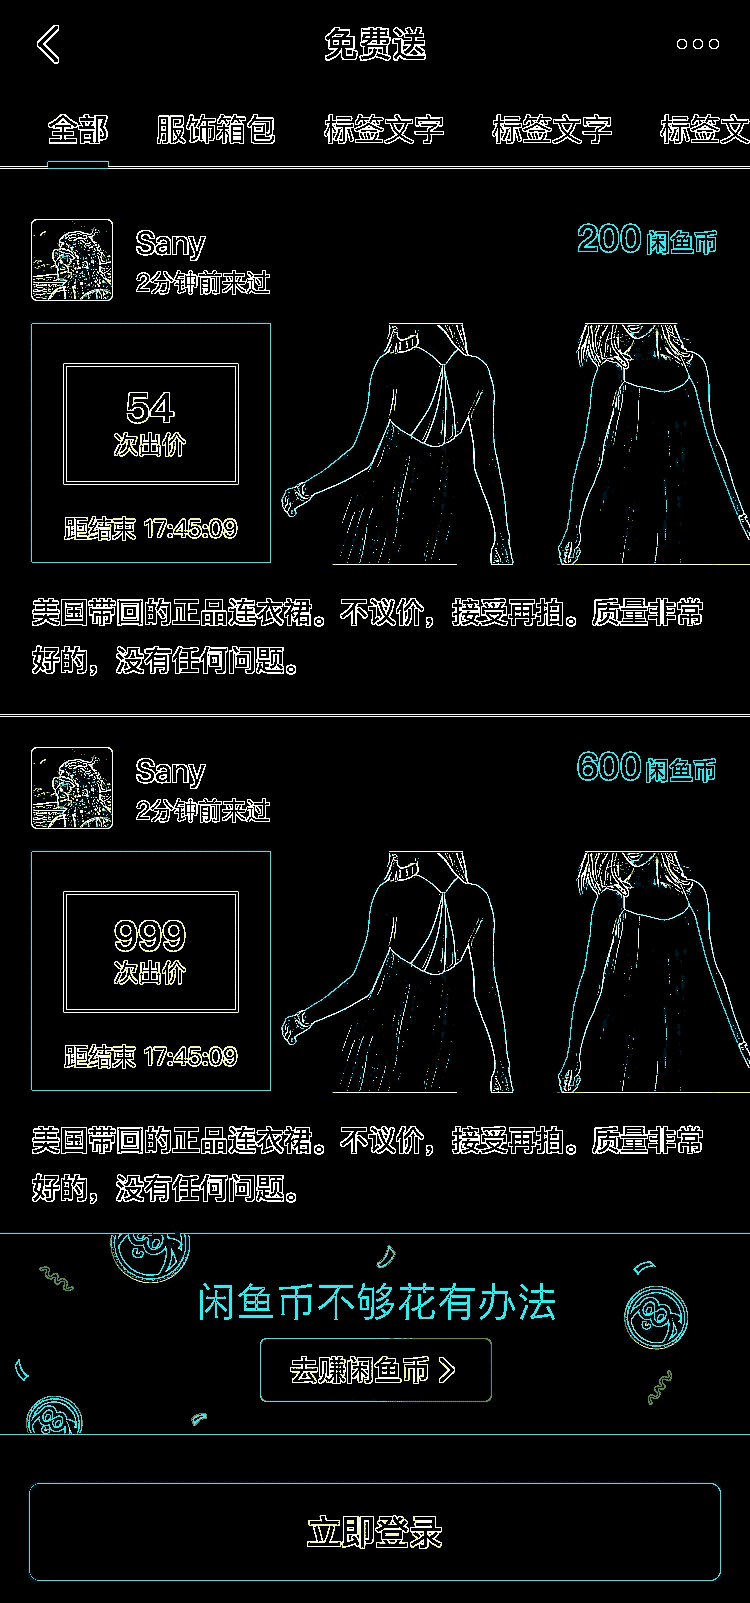 免费送
全部 服饰箱包 标签文字 标签文字 标签文
Sany
200闲鱼币
2分钟前来过
54
次出价
距结束 17:45:09
美国带回的正品连衣裙。不议价，接受再拍。质量非常
好的，没有任何问题。
Sany
600闲鱼币
2分钟前来过
999
次出价
距结束 17:45:09
美国带回的正品连衣裙。不议价，接受再拍。质量非常
好的，没有任何问题。
闲鱼币不够花有办法
去赚闲鱼币
立即登录